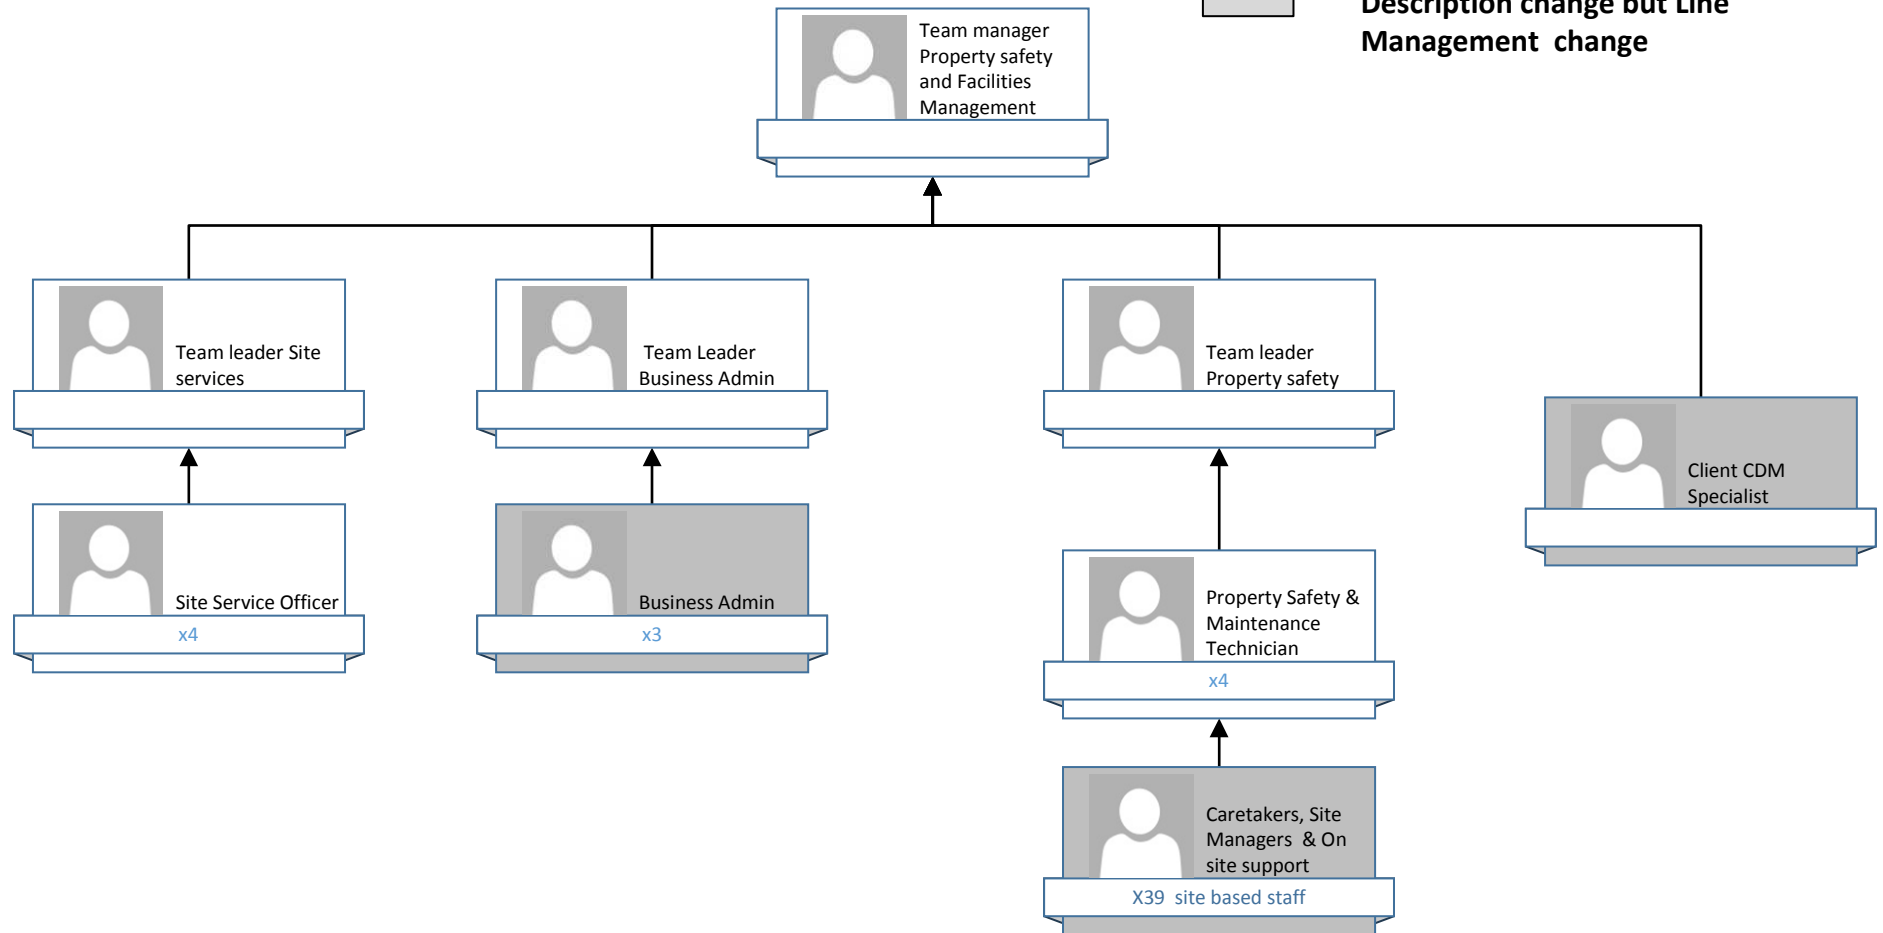 Description change but Line
Management change
Team manager
Property safety
and Facilities
Management
Team leader Site
services
Team Leader
Business Admin
Team leader
Property safety
Client CDM
Specialist
Site Service Officer
x4
Business Admin
x3
Property Safety &
Maintenance
Technician
x4
Caretakers, Site
Managers & On
site support
X39 site based staff